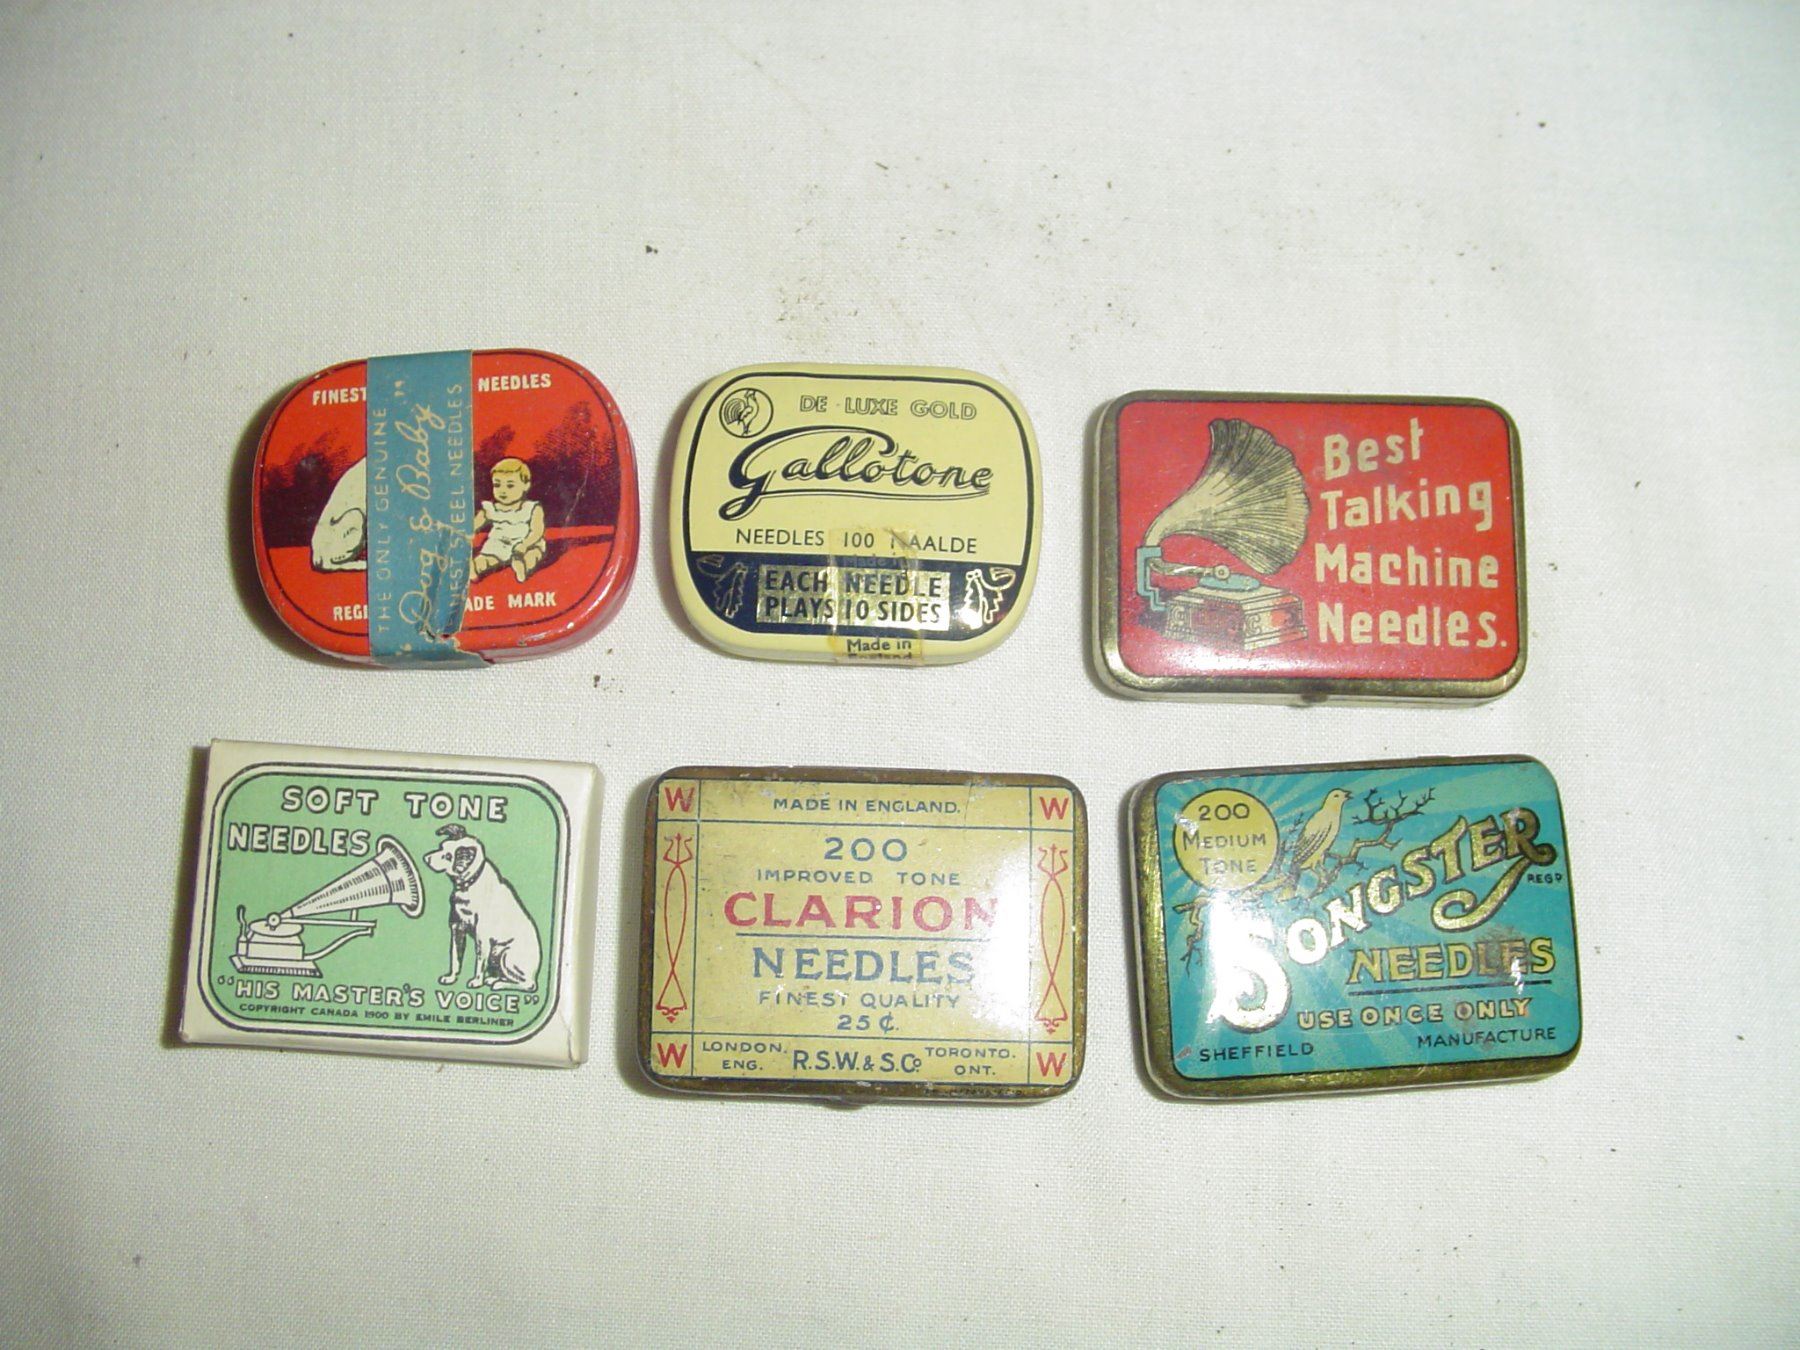 FINEST
NEEDLES
THE ONLY GENUINE
"Dog & Baby"
STEEL NEEDLES
MARK
DE LUXE GOLD
Gallotone
NEEDLES 100 NAALDE
EACH NEEDLE
PLAYS 10 SIDES
Made in
Best
Talking
Machine
Needles.
SOFT TONE
NEEDLES
"HIS MASTER'S VOICE"
COPYRIGHT CANADA 1900 BY EMILE BERLINER
W MADE IN ENGLAND. W
200
IMPROVED TONE
CLARION
NEEDLES
FINEST QUALITY
25 ¢.
W LONDON. ENG. R.S.W. & S. Co TORONTO. ONT. W
200
MEDIUM
TONE
SONGSTER
REGD
NEEDLES
USE ONCE ONLY
SHEFFIELD MANUFACTURE